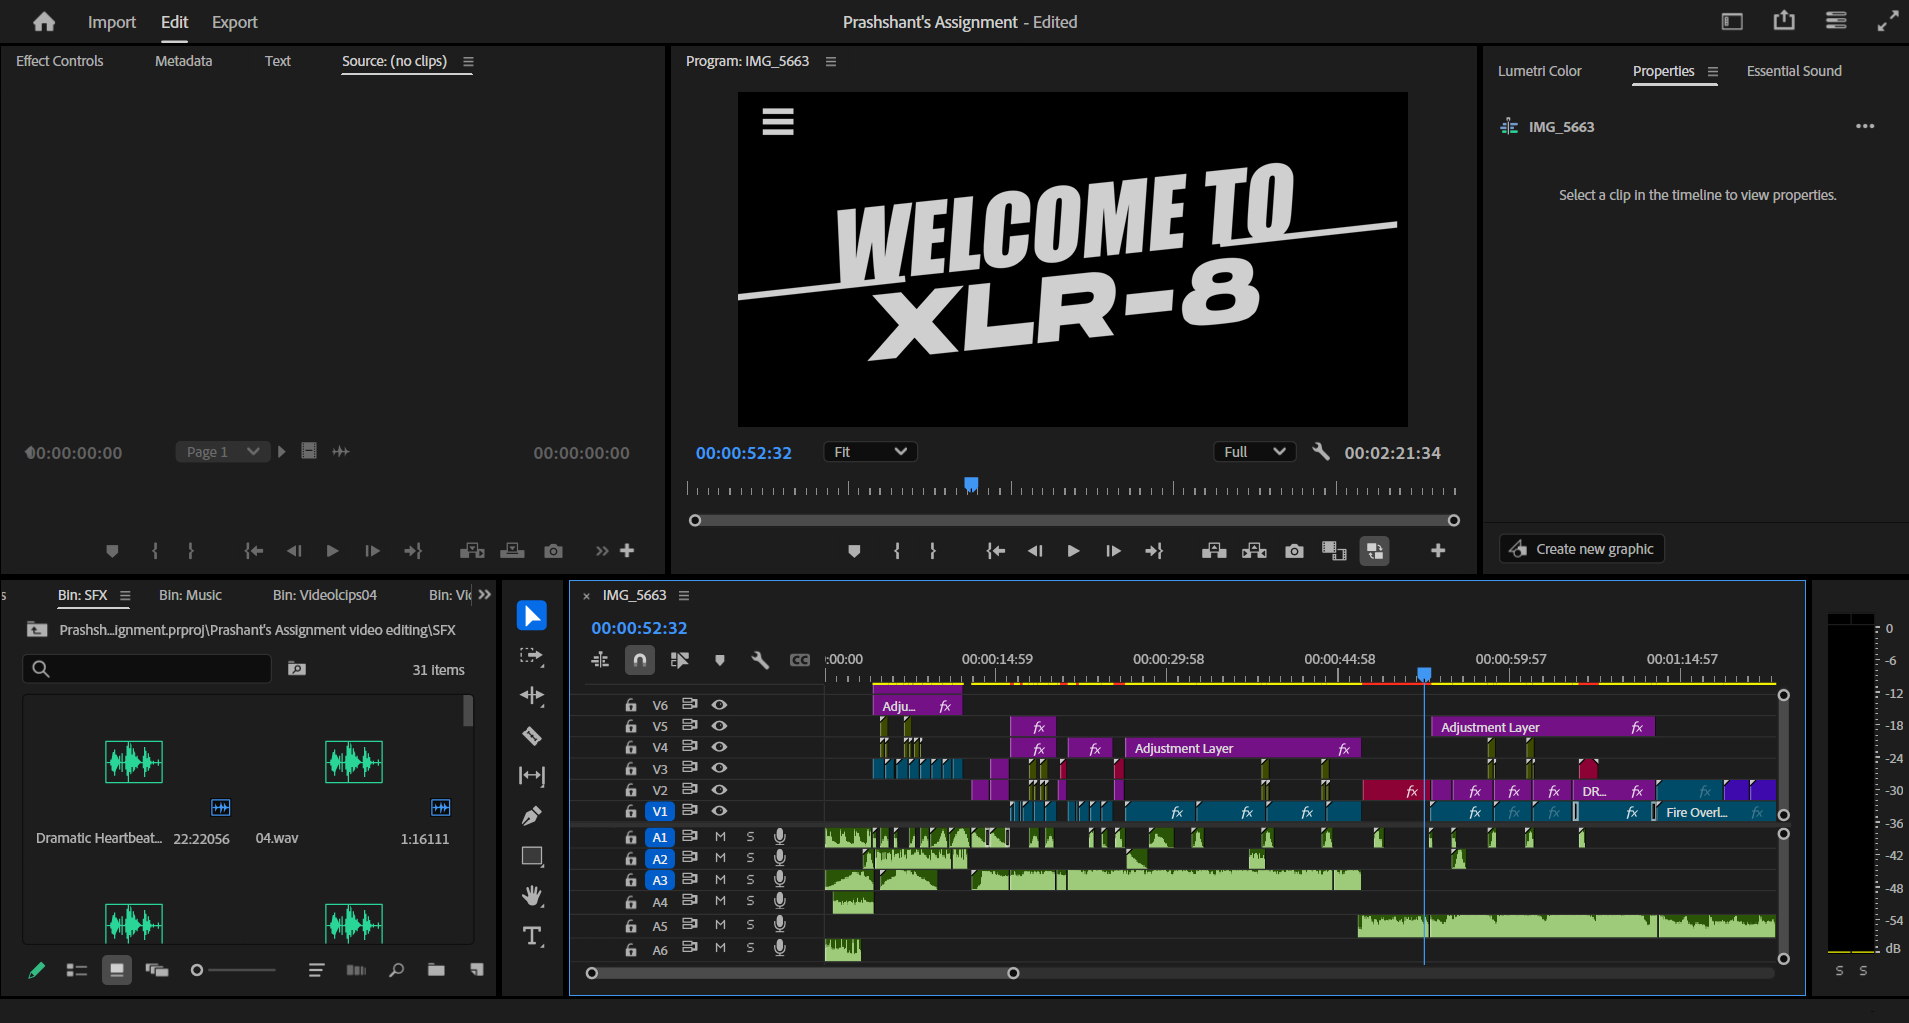 Import Edit Export
Prashshant's Assignment - Edited
Effect Controls Metadata Text Source: (no clips)
Program: IMG_5663
Lumetri Color Properties Essential Sound
IMG_5663
Select a clip in the timeline to view properties.
WELCOME TO
XLR-8
00:00:00:00 Page 1 00:00:00:00
00:00:52:32 Fit Full 00:02:21:34
Create new graphic
s Bin: SFX Bin: Music Bin: Videolcips04 Bin: Vic
Prashsh...ignment.prproj\Prashant's Assignment video editing\SFX
31 items
Dramatic Heartbeat... 22:22056 04.wav 1:16111
× IMG_5663
00:00:52:32
CC
:00:00 00:00:14:59 00:00:29:58 00:00:44:58 00:00:59:57 00:01:14:57
V6 Adju... fx
V5 fx Adjustment Layer fx
V4 fx fx Adjustment Layer fx
V3
V2 fx fx fx fx DR... fx fx
V1 fx fx fx fx fx fx fx Fire Overl... fx
A1 M S
A2 M S
A3 M S
A4 M S
A5 M S
A6 M S
T
0
-6
-12
-18
-24
-30
-36
-42
-48
-54
dB
S S